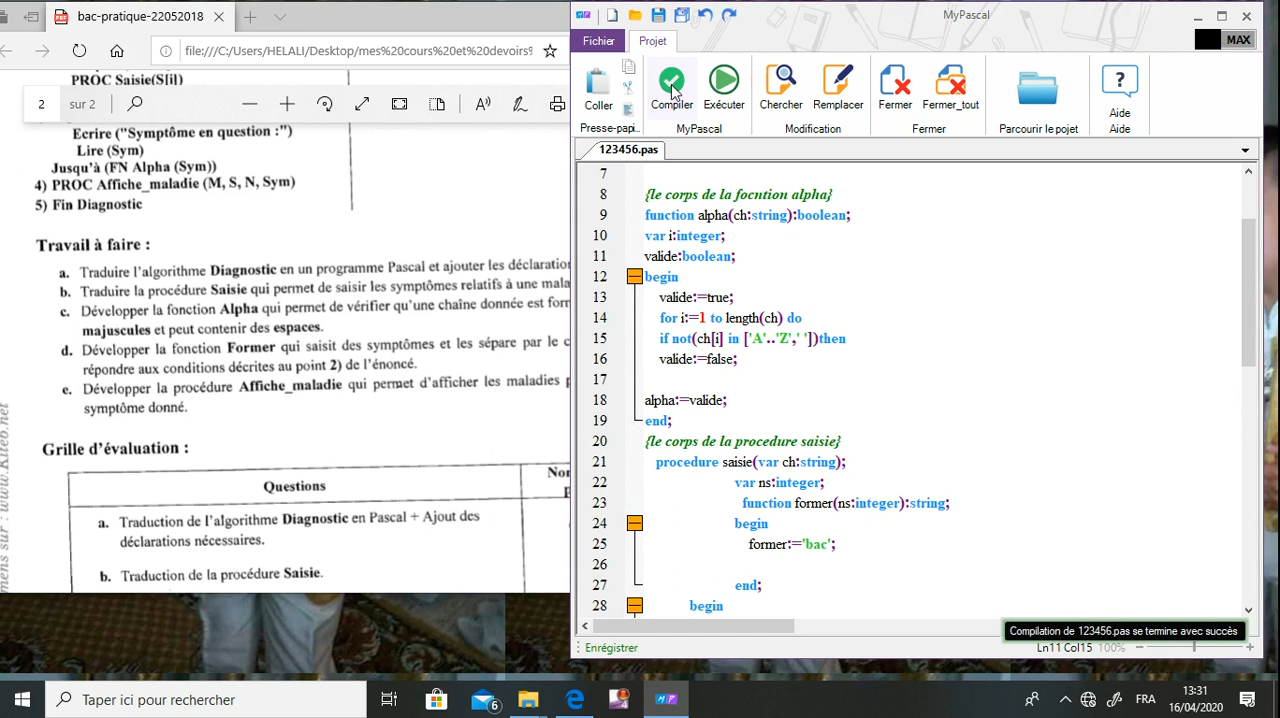 bac-pratique-22052018
file:///C:/Users/HELALI/Desktop/mes%20cours%20et%20devoirs%
PROC Saisie(S[i])
2 sur 2
Ecrire ("Symptôme en question :")
Lire (Sym)
Jusqu'à (FN Alpha (Sym))
4) PROC Affiche_maladie (M, S, N, Sym)
5) Fin Diagnostic
Travail à faire :
a. Traduire l'algorithme Diagnostic en un programme Pascal et ajouter les déclaration
b. Traduire la procédure Saisie qui permet de saisir les symptômes relatifs à une mala
c. Développer la fonction Alpha qui permet de vérifier qu'une chaîne donnée est for
majuscules et peut contenir des espaces.
d. Développer la fonction Former qui saisit des symptômes et les sépare par le c
répondre aux conditions décrites au point 2) de l'énoncé.
e. Développer la procédure Affiche_maladie qui permet d'afficher les maladies p
symptôme donné.
Grille d'évaluation :
Questions
Nor
a. Traduction de l'algorithme Diagnostic en Pascal + Ajout des
déclarations nécessaires.
b. Traduction de la procédure Saisie.
mens sur : www.Kiteb.net
MyPascal
Fichier Projet
MAX
Coller
Compiler
Exécuter
Chercher
Remplacer
Fermer
Fermer_tout
Parcourir le projet
Aide
Presse-papi..
MyPascal
Modification
Fermer
Aide
123456.pas
7
8 {le corps de la focntion alpha}
9 function alpha(ch:string):boolean;
10 var i:integer;
11 valide:boolean;
12 begin
13 valide:=true;
14 for i:=1 to length(ch) do
15 if not(ch[i] in ['A'..'Z',' '])then
16 valide:=false;
17
18 alpha:=valide;
19 end;
20 {le corps de la procedure saisie}
21 procedure saisie(var ch:string);
22 var ns:integer;
23 function former(ns:integer):string;
24 begin
25 former:='bac';
26
27 end;
28 begin
Compilation de 123456.pas se termine avec succès
Enrégistrer
Ln11 Col15 100%
Taper ici pour rechercher
6
FRA
13:31
16/04/2020